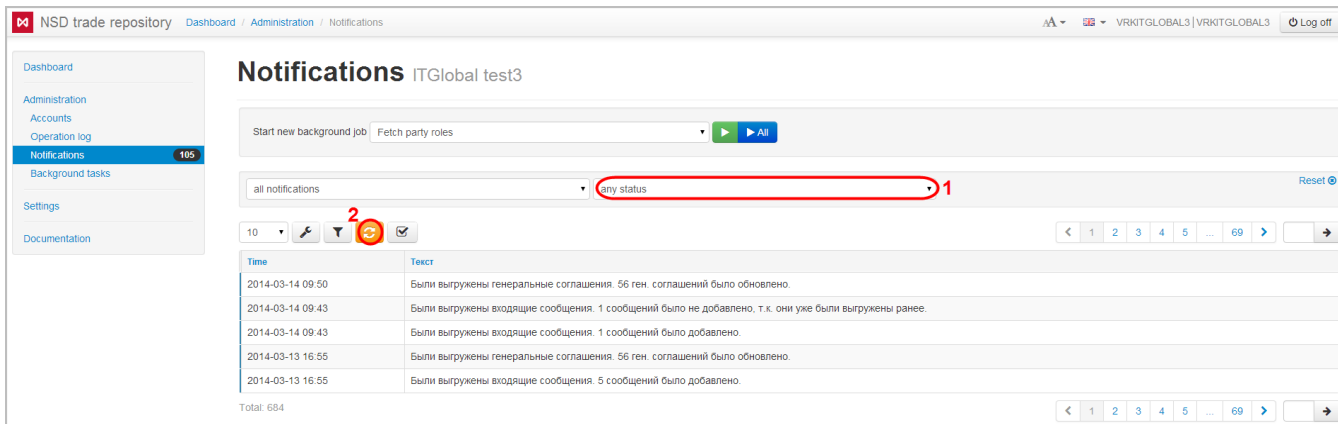 NSD trade repository Dashboard / Administration / Notifications VRKITGLOBAL3 | VRKITGLOBAL3 Log off
Dashboard
Administration
Accounts
Operation log
Notifications 105
Background tasks
Settings
Documentation
Notifications ITGlobal test3
Start new background job Fetch party roles All
all notifications any status 1 Reset
2
10 1 2 3 4 5 ... 69
Time Текст
2014-03-14 09:50 Были выгружены генеральные соглашения. 56 ген. соглашений было обновлено.
2014-03-14 09:43 Были выгружены входящие сообщения. 1 сообщений было не добавлено, т.к. они уже были выгружены ранее.
2014-03-14 09:43 Были выгружены входящие сообщения. 1 сообщений было добавлено.
2014-03-13 16:55 Были выгружены генеральные соглашения. 56 ген. соглашений было обновлено.
2014-03-13 16:55 Были выгружены входящие сообщения. 5 сообщений было добавлено.
Total: 684 1 2 3 4 5 ... 69